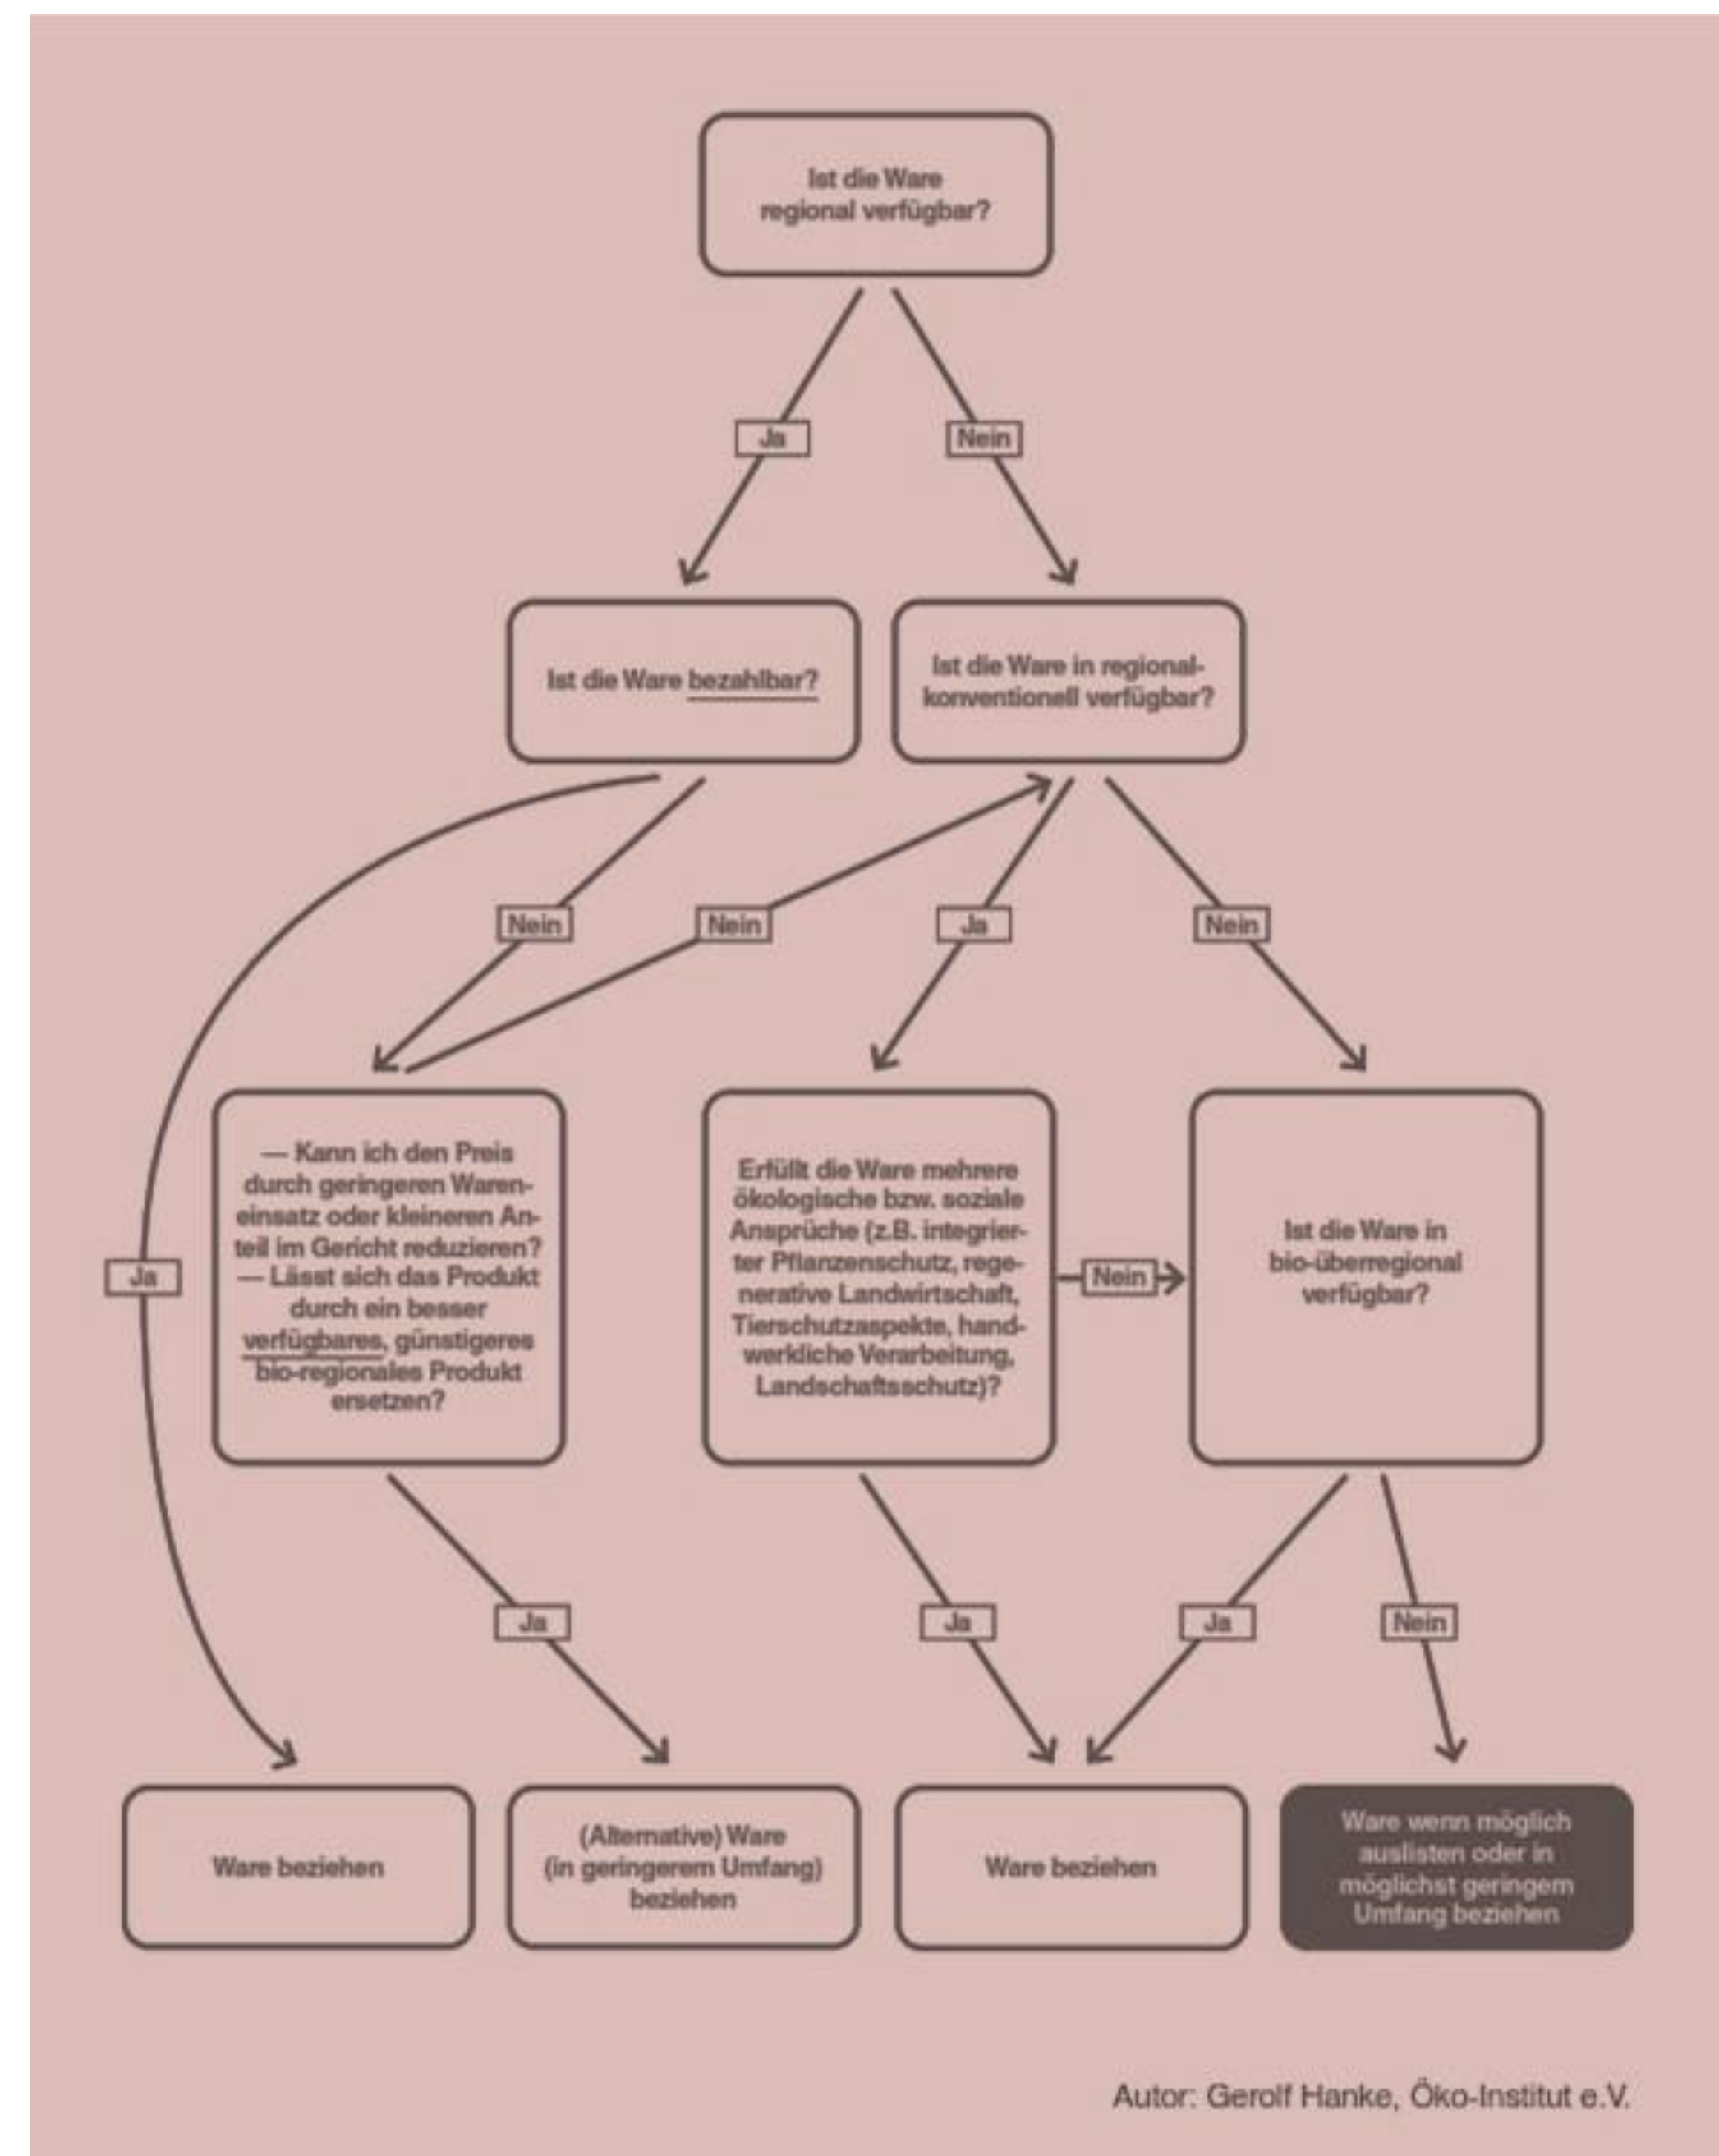 Ist die Ware
regional verfügbar?
Ja
Nein
Ist die Ware bezahlbar?
Ist die Ware in regional-
konventionell verfügbar?
Nein
Nein
Ja
Nein
— Kann ich den Preis
durch geringeren Waren-
einsatz oder kleineren An-
teil im Gericht reduzieren?
— Lässt sich das Produkt
durch ein besser
verfügbares, günstigeres
bio-regionales Produkt
ersetzen?
Erfüllt die Ware mehrere
ökologische bzw. soziale
Ansprüche (z.B. integrier-
ter Pflanzenschutz, rege-
nerative Landwirtschaft,
Tierschutzaspekte, hand-
werkliche Verarbeitung,
Landschaftsschutz)?
Nein
Ist die Ware in
bio-überregional
verfügbar?
Ja
Ja
Ja
Ja
Nein
Ware beziehen
(Alternative) Ware
(in geringerem Umfang)
beziehen
Ware beziehen
Ware wenn möglich
auslisten oder in
möglichst geringem
Umfang beziehen
Autor: Gerolf Hanke, Öko-Institut e.V.